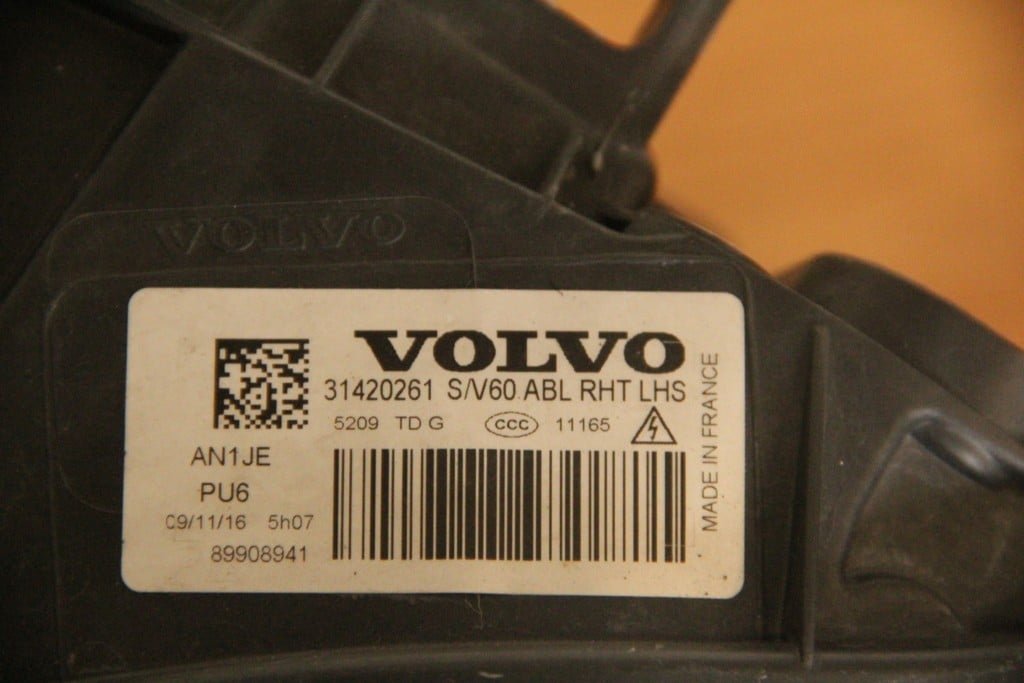 VOLVO
VOLVO
31420261 S/V60 ABL RHT LHS
5209 TD G CCC 11165
AN1JE
PU6
09/11/16 5h07
89908941
MADE IN FRANCE